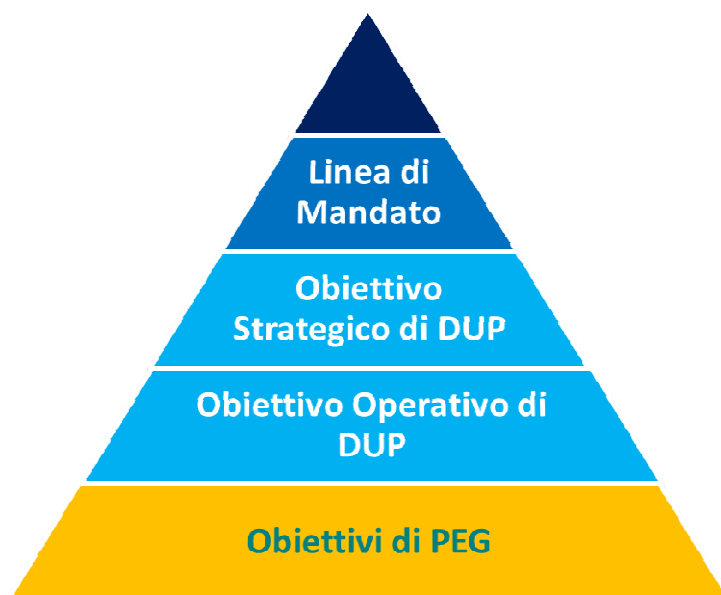 Linea di
Mandato
Obiettivo
Strategico di DUP
Obiettivo Operativo di
DUP
Obiettivi di PEG